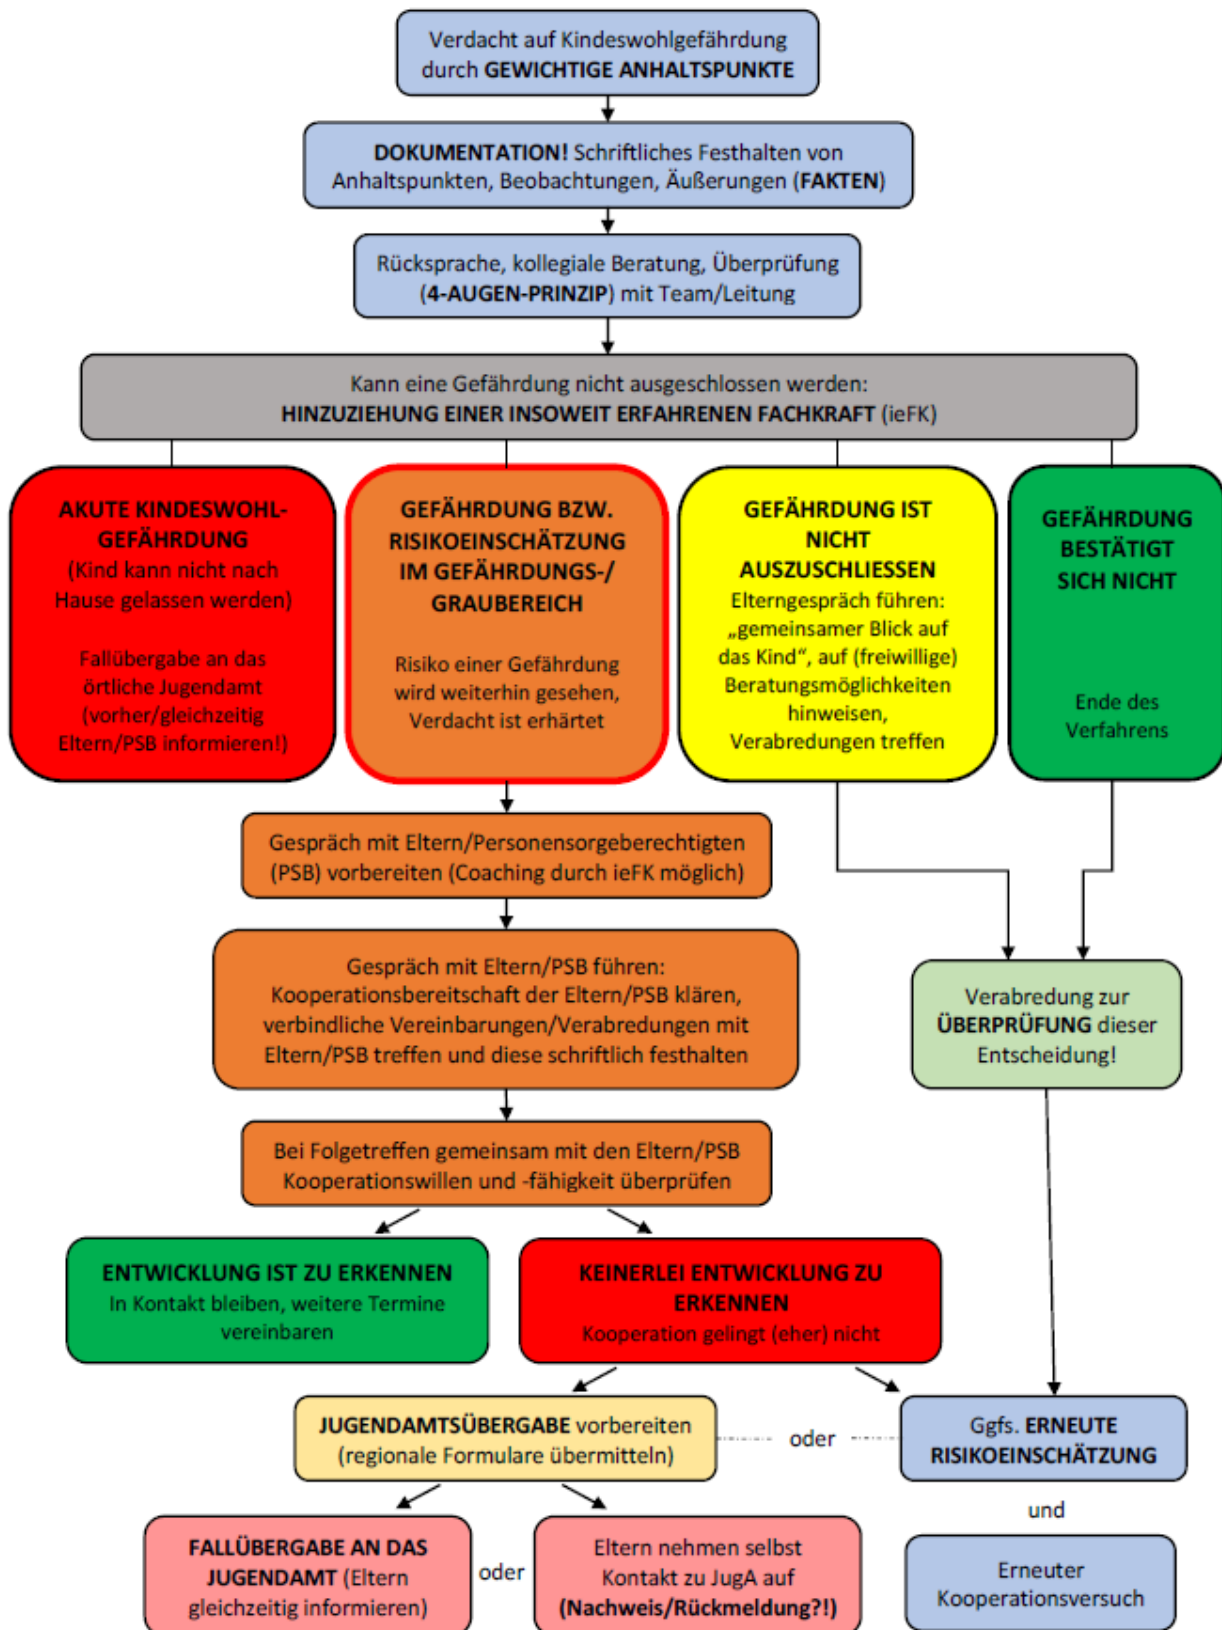 Verdacht auf Kindeswohlgefährdung
durch GEWICHTIGE ANHALTSPUNKTE
DOKUMENTATION! Schriftliches Festhalten von
Anhaltspunkten, Beobachtungen, Äußerungen (FAKTEN)
Rücksprache, kollegiale Beratung, Überprüfung
(4-AUGEN-PRINZIP) mit Team/Leitung
Kann eine Gefährdung nicht ausgeschlossen werden:
HINZUZIEHUNG EINER INSOWEIT ERFAHRENEN FACHKRAFT (ieFK)
AKUTE KINDESWOHL-
GEFÄHRDUNG
(Kind kann nicht nach
Hause gelassen werden)
Fallübergabe an das
örtliche Jugendamt
(vorher/gleichzeitig
Eltern/PSB informieren!)
GEFÄHRDUNG BZW.
RISIKOEINSCHÄTZUNG
IM GEFÄHRDUNGS-/
GRAUBEREICH
Risiko einer Gefährdung
wird weiterhin gesehen,
Verdacht ist erhärtet
GEFÄHRDUNG IST
NICHT
AUSZUSCHLIESSEN
Elterngespräch führen:
„gemeinsamer Blick auf
das Kind“, auf (freiwillige)
Beratungsmöglichkeiten
hinweisen,
Verabredungen treffen
GEFÄHRDUNG
BESTÄTIGT
SICH NICHT
Ende des
Verfahrens
Gespräch mit Eltern/Personensorgeberechtigten
(PSB) vorbereiten (Coaching durch ieFK möglich)
Gespräch mit Eltern/PSB führen:
Kooperationsbereitschaft der Eltern/PSB klären,
verbindliche Vereinbarungen/Verabredungen mit
Eltern/PSB treffen und diese schriftlich festhalten
Verabredung zur
ÜBERPRÜFUNG dieser
Entscheidung!
Bei Folgetreffen gemeinsam mit den Eltern/PSB
Kooperationswillen und -fähigkeit überprüfen
ENTWICKLUNG IST ZU ERKENNEN
In Kontakt bleiben, weitere Termine
vereinbaren
KEINERLEI ENTWICKLUNG ZU
ERKENNEN
Kooperation gelingt (eher) nicht
JUGENDAMTSÜBERGABE vorbereiten
(regionale Formulare übermitteln)
oder
Ggfs. ERNEUTE
RISIKOEINSCHÄTZUNG
und
FALLÜBERGABE AN DAS
JUGENDAMT (Eltern
gleichzeitig informieren)
oder
Eltern nehmen selbst
Kontakt zu JugA auf
(Nachweis/Rückmeldung?!)
Erneuter
Kooperationsversuch